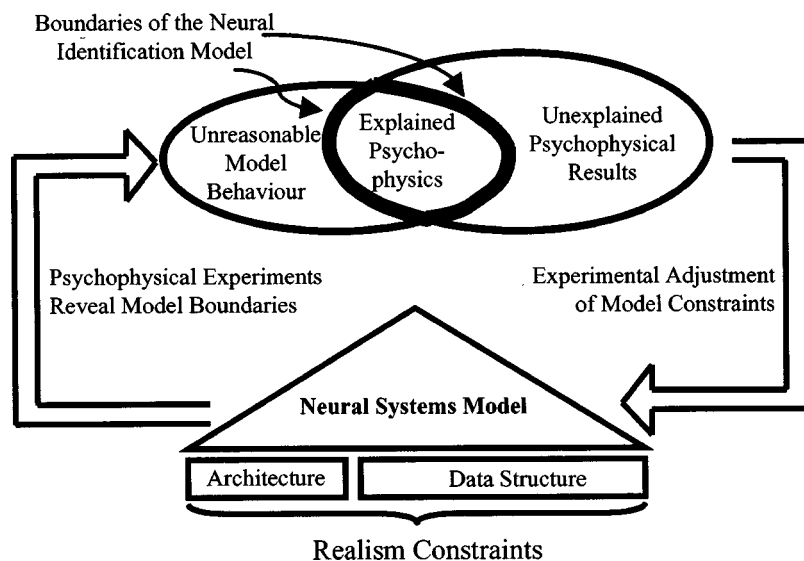 Boundaries of the Neural
Identification Model
Unreasonable
Model
Behaviour
Explained
Psycho-
physics
Unexplained
Psychophysical
Results
Psychophysical Experiments
Reveal Model Boundaries
Experimental Adjustment
of Model Constraints
Neural Systems Model
Architecture
Data Structure
Realism Constraints